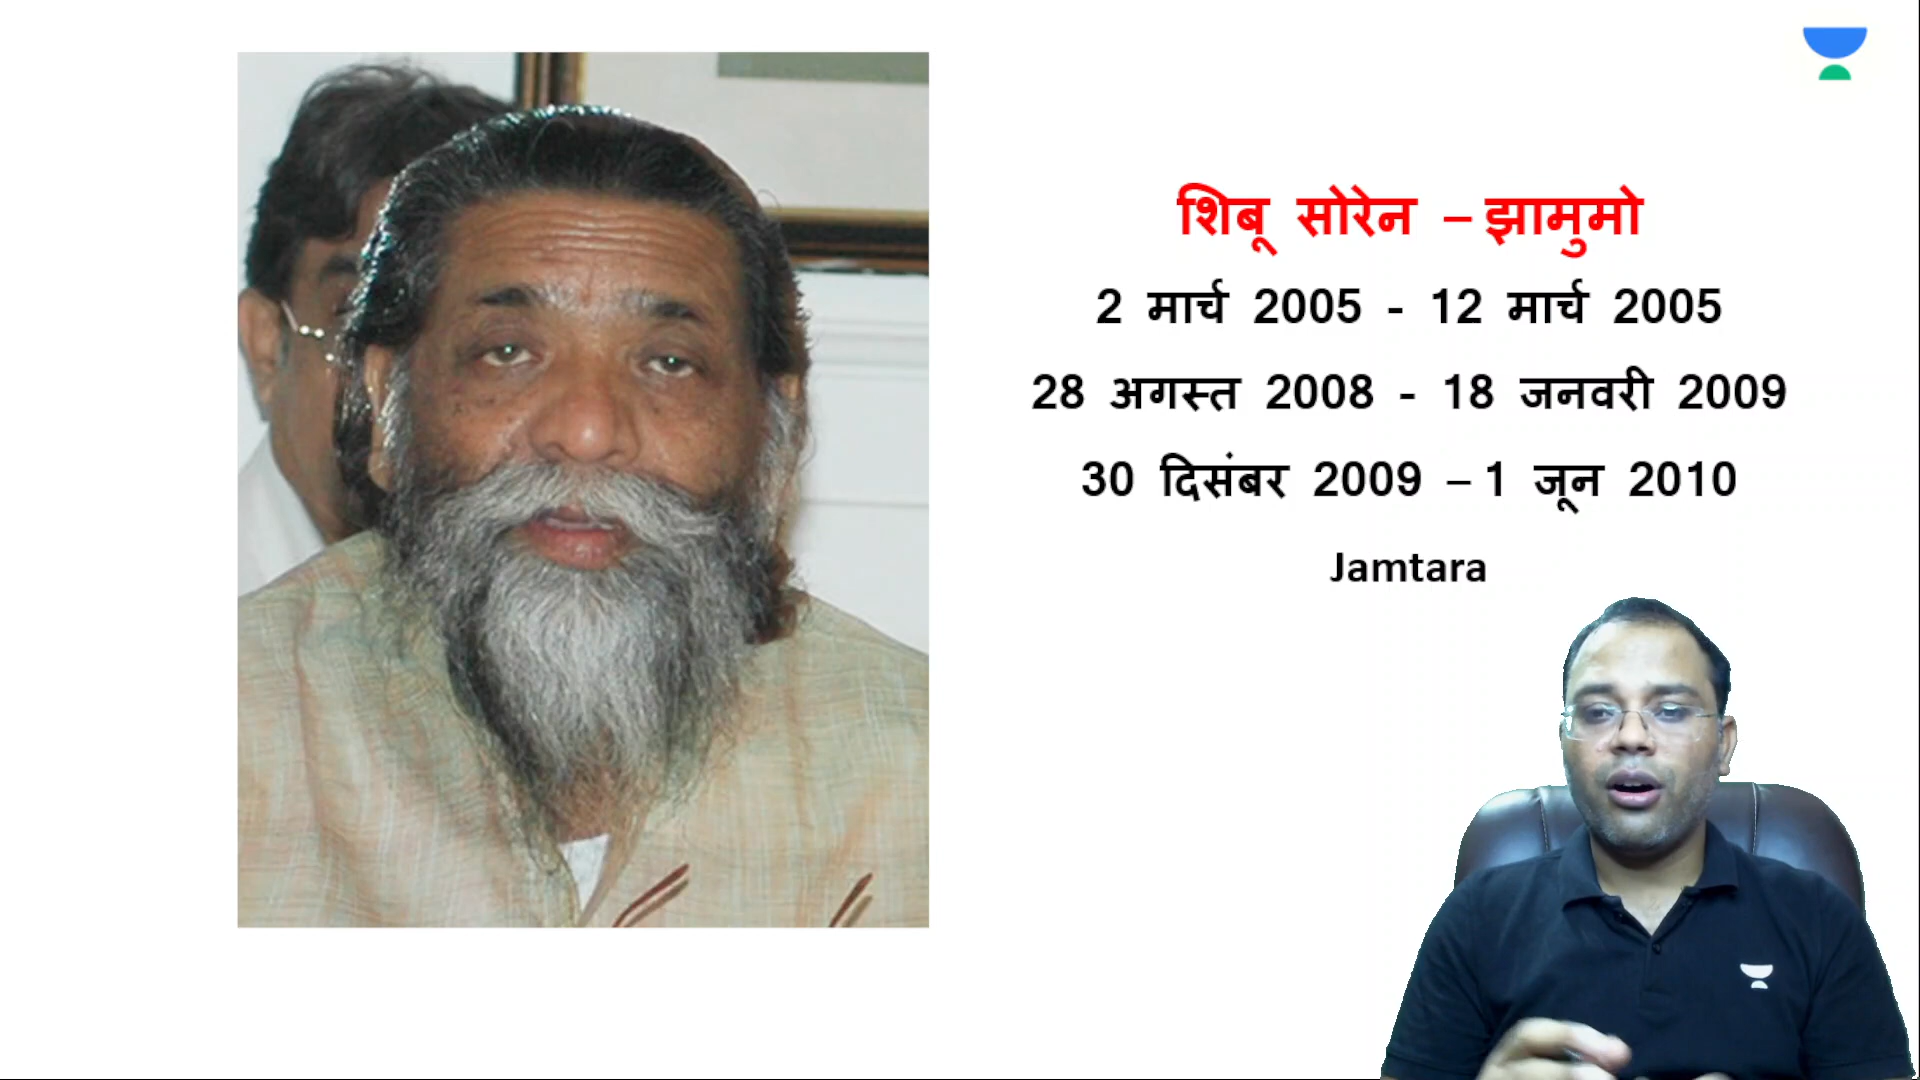 शिबू सोरेन – झामुमो
2 मार्च 2005 - 12 मार्च 2005
28 अगस्त 2008 - 18 जनवरी 2009
30 दिसंबर 2009 – 1 जून 2010
Jamtara